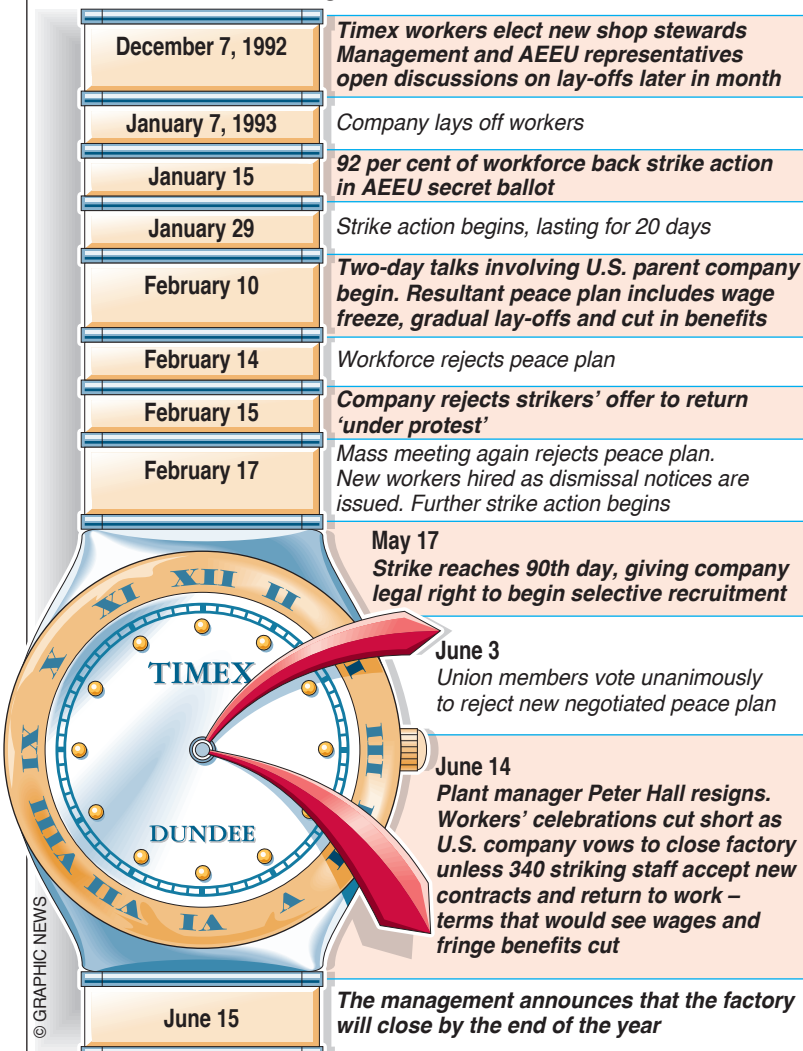 December 7, 1992
Timex workers elect new shop stewards
Management and AEEU representatives
open discussions on lay-offs later in month
January 7, 1993
Company lays off workers
January 15
92 per cent of workforce back strike action
in AEEU secret ballot
January 29
Strike action begins, lasting for 20 days
February 10
Two-day talks involving U.S. parent company
begin. Resultant peace plan includes wage
freeze, gradual lay-offs and cut in benefits
February 14
Workforce rejects peace plan
February 15
Company rejects strikers’ offer to return
‘under protest’
February 17
Mass meeting again rejects peace plan.
New workers hired as dismissal notices are
issued. Further strike action begins
May 17
Strike reaches 90th day, giving company
legal right to begin selective recruitment
June 3
Union members vote unanimously
to reject new negotiated peace plan
June 14
Plant manager Peter Hall resigns.
Workers’ celebrations cut short as
U.S. company vows to close factory
unless 340 striking staff accept new
contracts and return to work –
terms that would see wages and
fringe benefits cut
June 15
The management announces that the factory
will close by the end of the year
XII
II
III
V
VI
VII
VIII
IX
X
XI
TIMEX
DUNDEE
© GRAPHIC NEWS